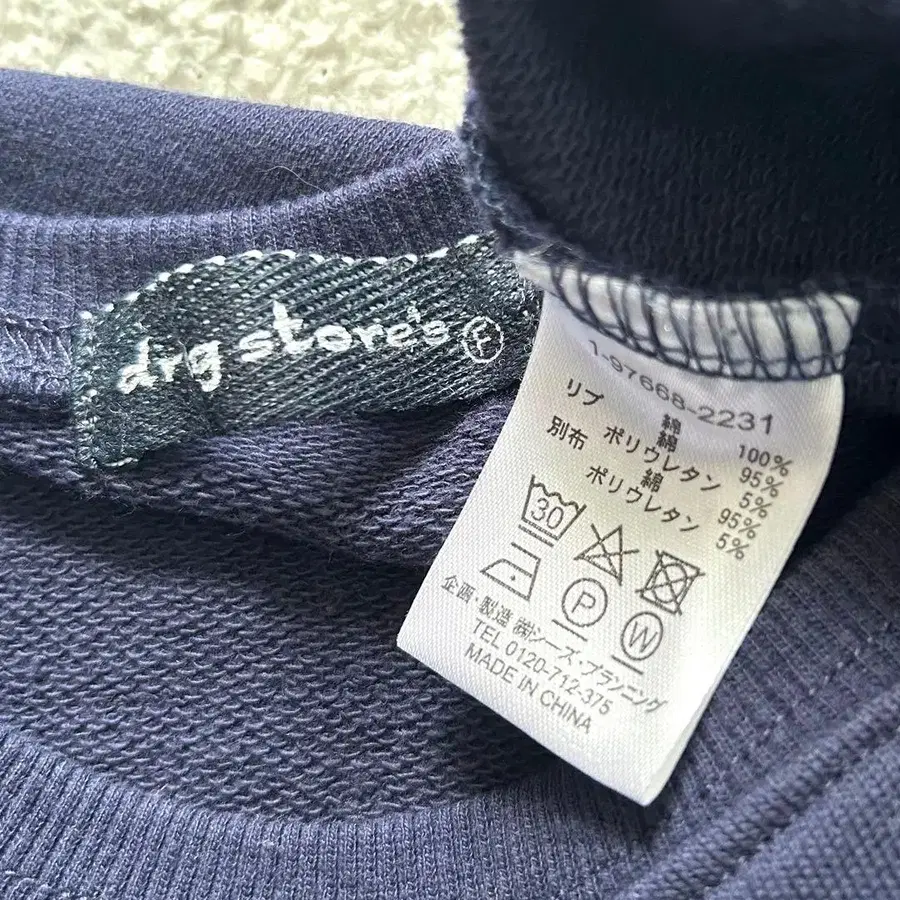 drg store's Ⓕ
1-97668-2231
綿 100%
リブ 綿 95%
ポリウレタン 5%
別布 綿 95%
ポリウレタン 5%
30
P
W
企画・製造 ㈱シーズ・プランニング
TEL 0120-712-375
MADE IN CHINA